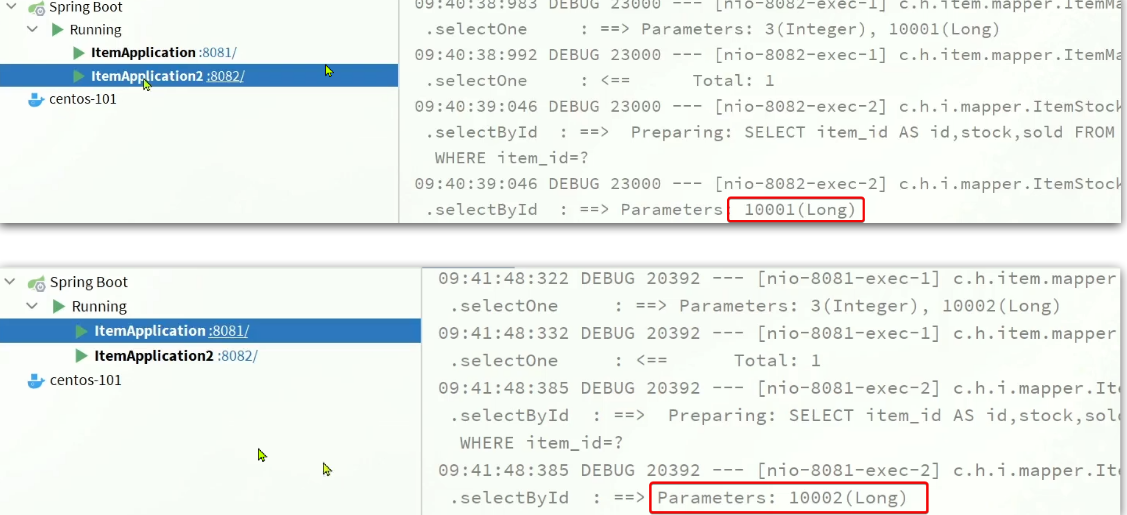 Spring Boot
Running
ItemApplication :8081/
ItemApplication2 :8082/
centos-101
09:40:38:983 DEBUG 23000 --- [nio-8082-exec-1] c.h.item.mapper.ItemMa
.selectOne : ==> Parameters: 3(Integer), 10001(Long)
09:40:38:992 DEBUG 23000 --- [nio-8082-exec-1] c.h.item.mapper.ItemMa
.selectOne : <== Total: 1
09:40:39:046 DEBUG 23000 --- [nio-8082-exec-2] c.h.i.mapper.ItemStock
.selectById : ==> Preparing: SELECT item_id AS id,stock,sold FROM
WHERE item_id=?
09:40:39:046 DEBUG 23000 --- [nio-8082-exec-2] c.h.i.mapper.ItemStock
.selectById : ==> Parameters 10001(Long)
Spring Boot
Running
ItemApplication :8081/
ItemApplication2 :8082/
centos-101
09:41:48:322 DEBUG 20392 --- [nio-8081-exec-1] c.h.item.mapper
.selectOne : ==> Parameters: 3(Integer), 10002(Long)
09:41:48:332 DEBUG 20392 --- [nio-8081-exec-1] c.h.item.mapper
.selectOne : <== Total: 1
09:41:48:385 DEBUG 20392 --- [nio-8081-exec-2] c.h.i.mapper.Ite
.selectById : ==> Preparing: SELECT item_id AS id,stock,sol
WHERE item_id=?
09:41:48:385 DEBUG 20392 --- [nio-8081-exec-2] c.h.i.mapper.Ite
.selectById : ==> Parameters: 10002(Long)